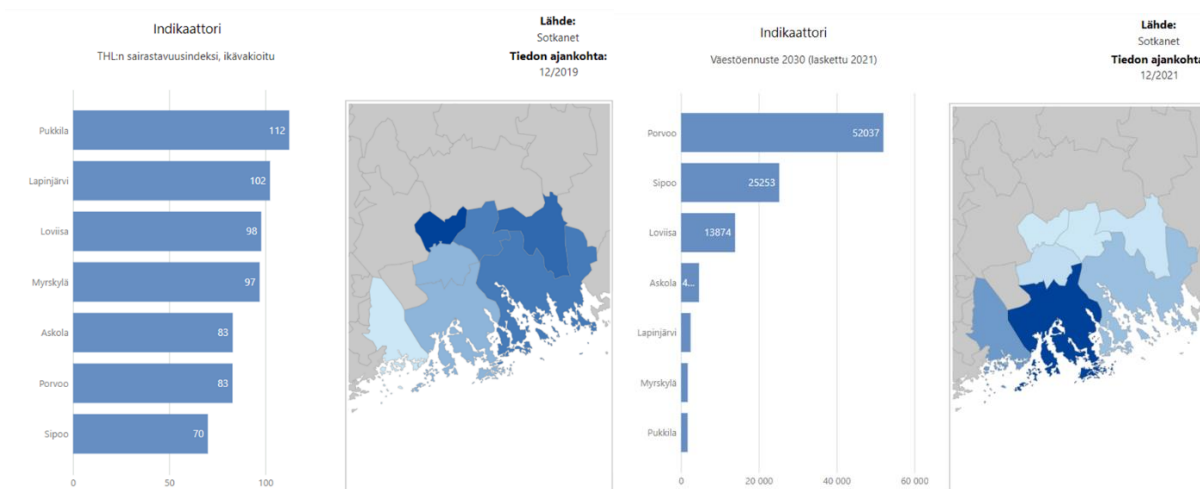 Indikaattori
THL:n sairastavuusindeksi, ikävakioitu
Lähde:
Sotkanet
Tiedon ajankohta:
12/2019
Pukkila 112
Lapinjärvi 102
Loviisa 98
Myrskylä 97
Askola 83
Porvoo 83
Sipoo 70
0 50 100
Indikaattori
Väestöennuste 2030 (laskettu 2021)
Lähde:
Sotkanet
Tiedon ajankohta
12/2021
Porvoo 52037
Sipoo 25253
Loviisa 13874
Askola 4...
Lapinjärvi
Myrskylä
Pukkila
0 20 000 40 000 60 000